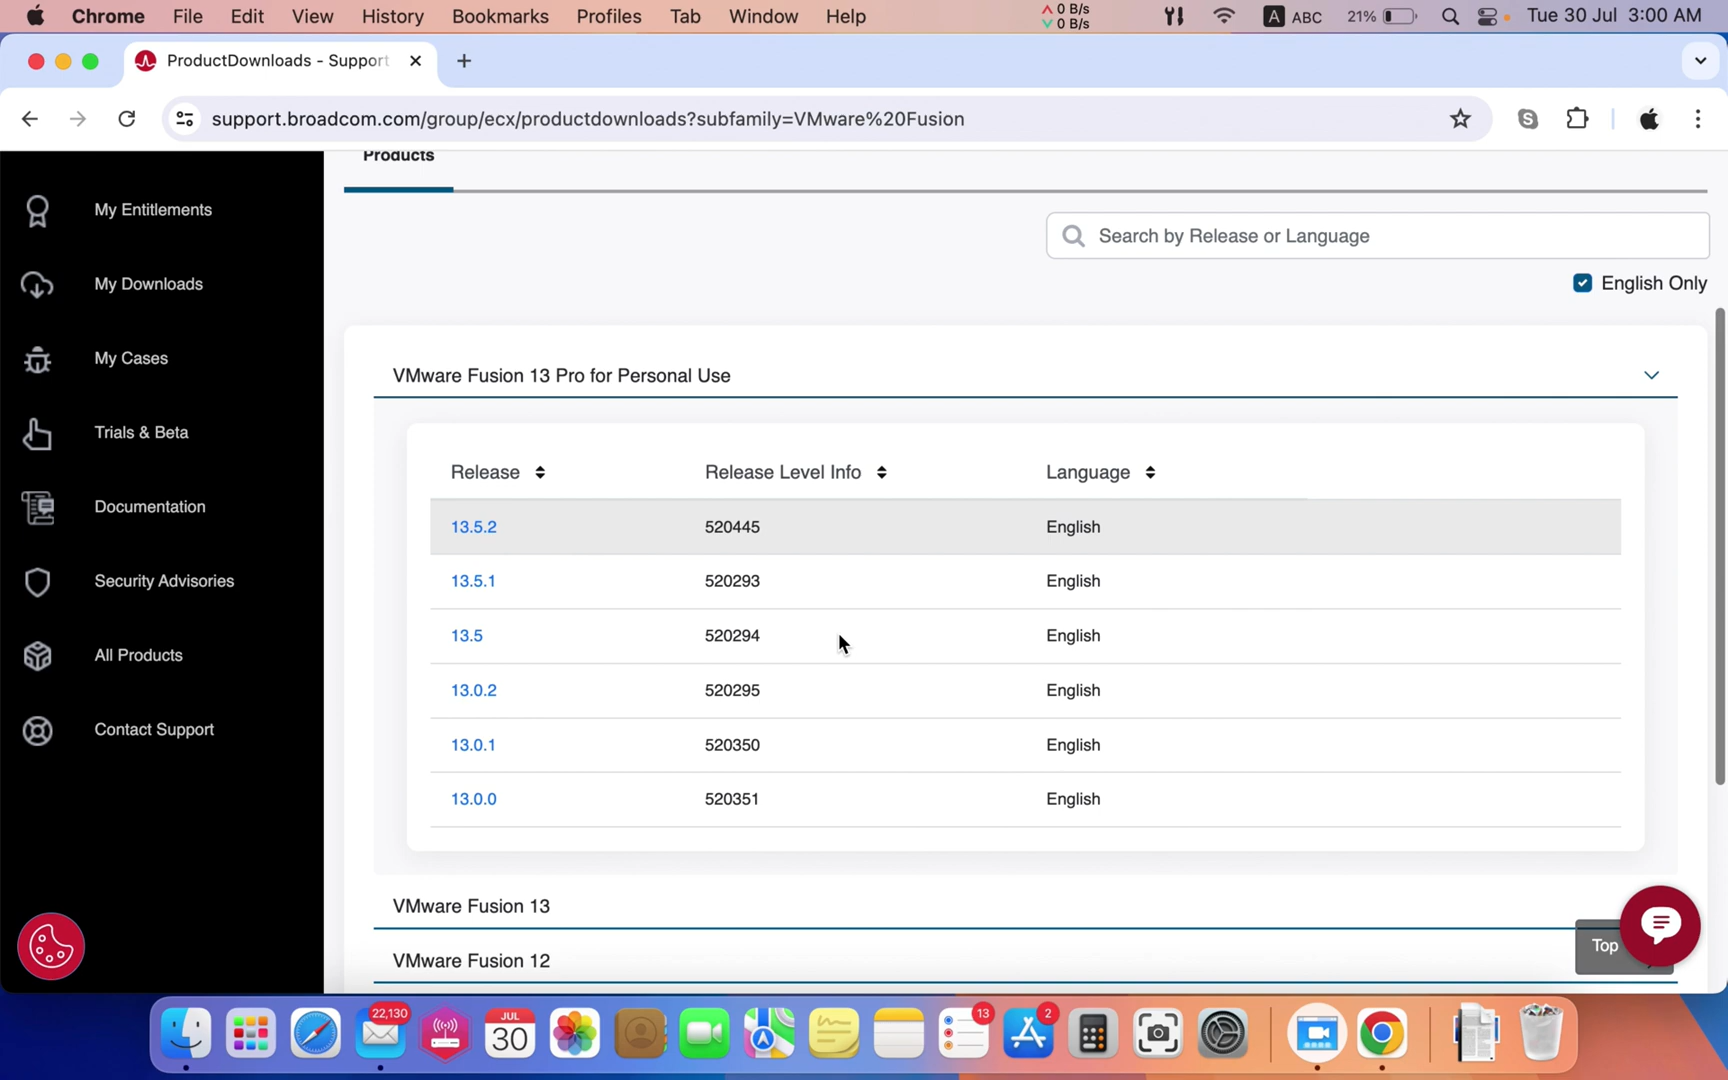 Chrome File Edit View History Bookmarks Profiles Tab Window Help 0 B/s 0 B/s A ABC 21% Tue 30 Jul 3:00 AM
ProductDownloads - Support
support.broadcom.com/group/ecx/productdownloads?subfamily=VMware%20Fusion
Products
My Entitlements
My Downloads
My Cases
Trials & Beta
Documentation
Security Advisories
All Products
Contact Support
Search by Release or Language
English Only
VMware Fusion 13 Pro for Personal Use
Release Release Level Info Language
13.5.2 520445 English
13.5.1 520293 English
13.5 520294 English
13.0.2 520295 English
13.0.1 520350 English
13.0.0 520351 English
VMware Fusion 13
VMware Fusion 12
Top
22,130 JUL 30 13 2